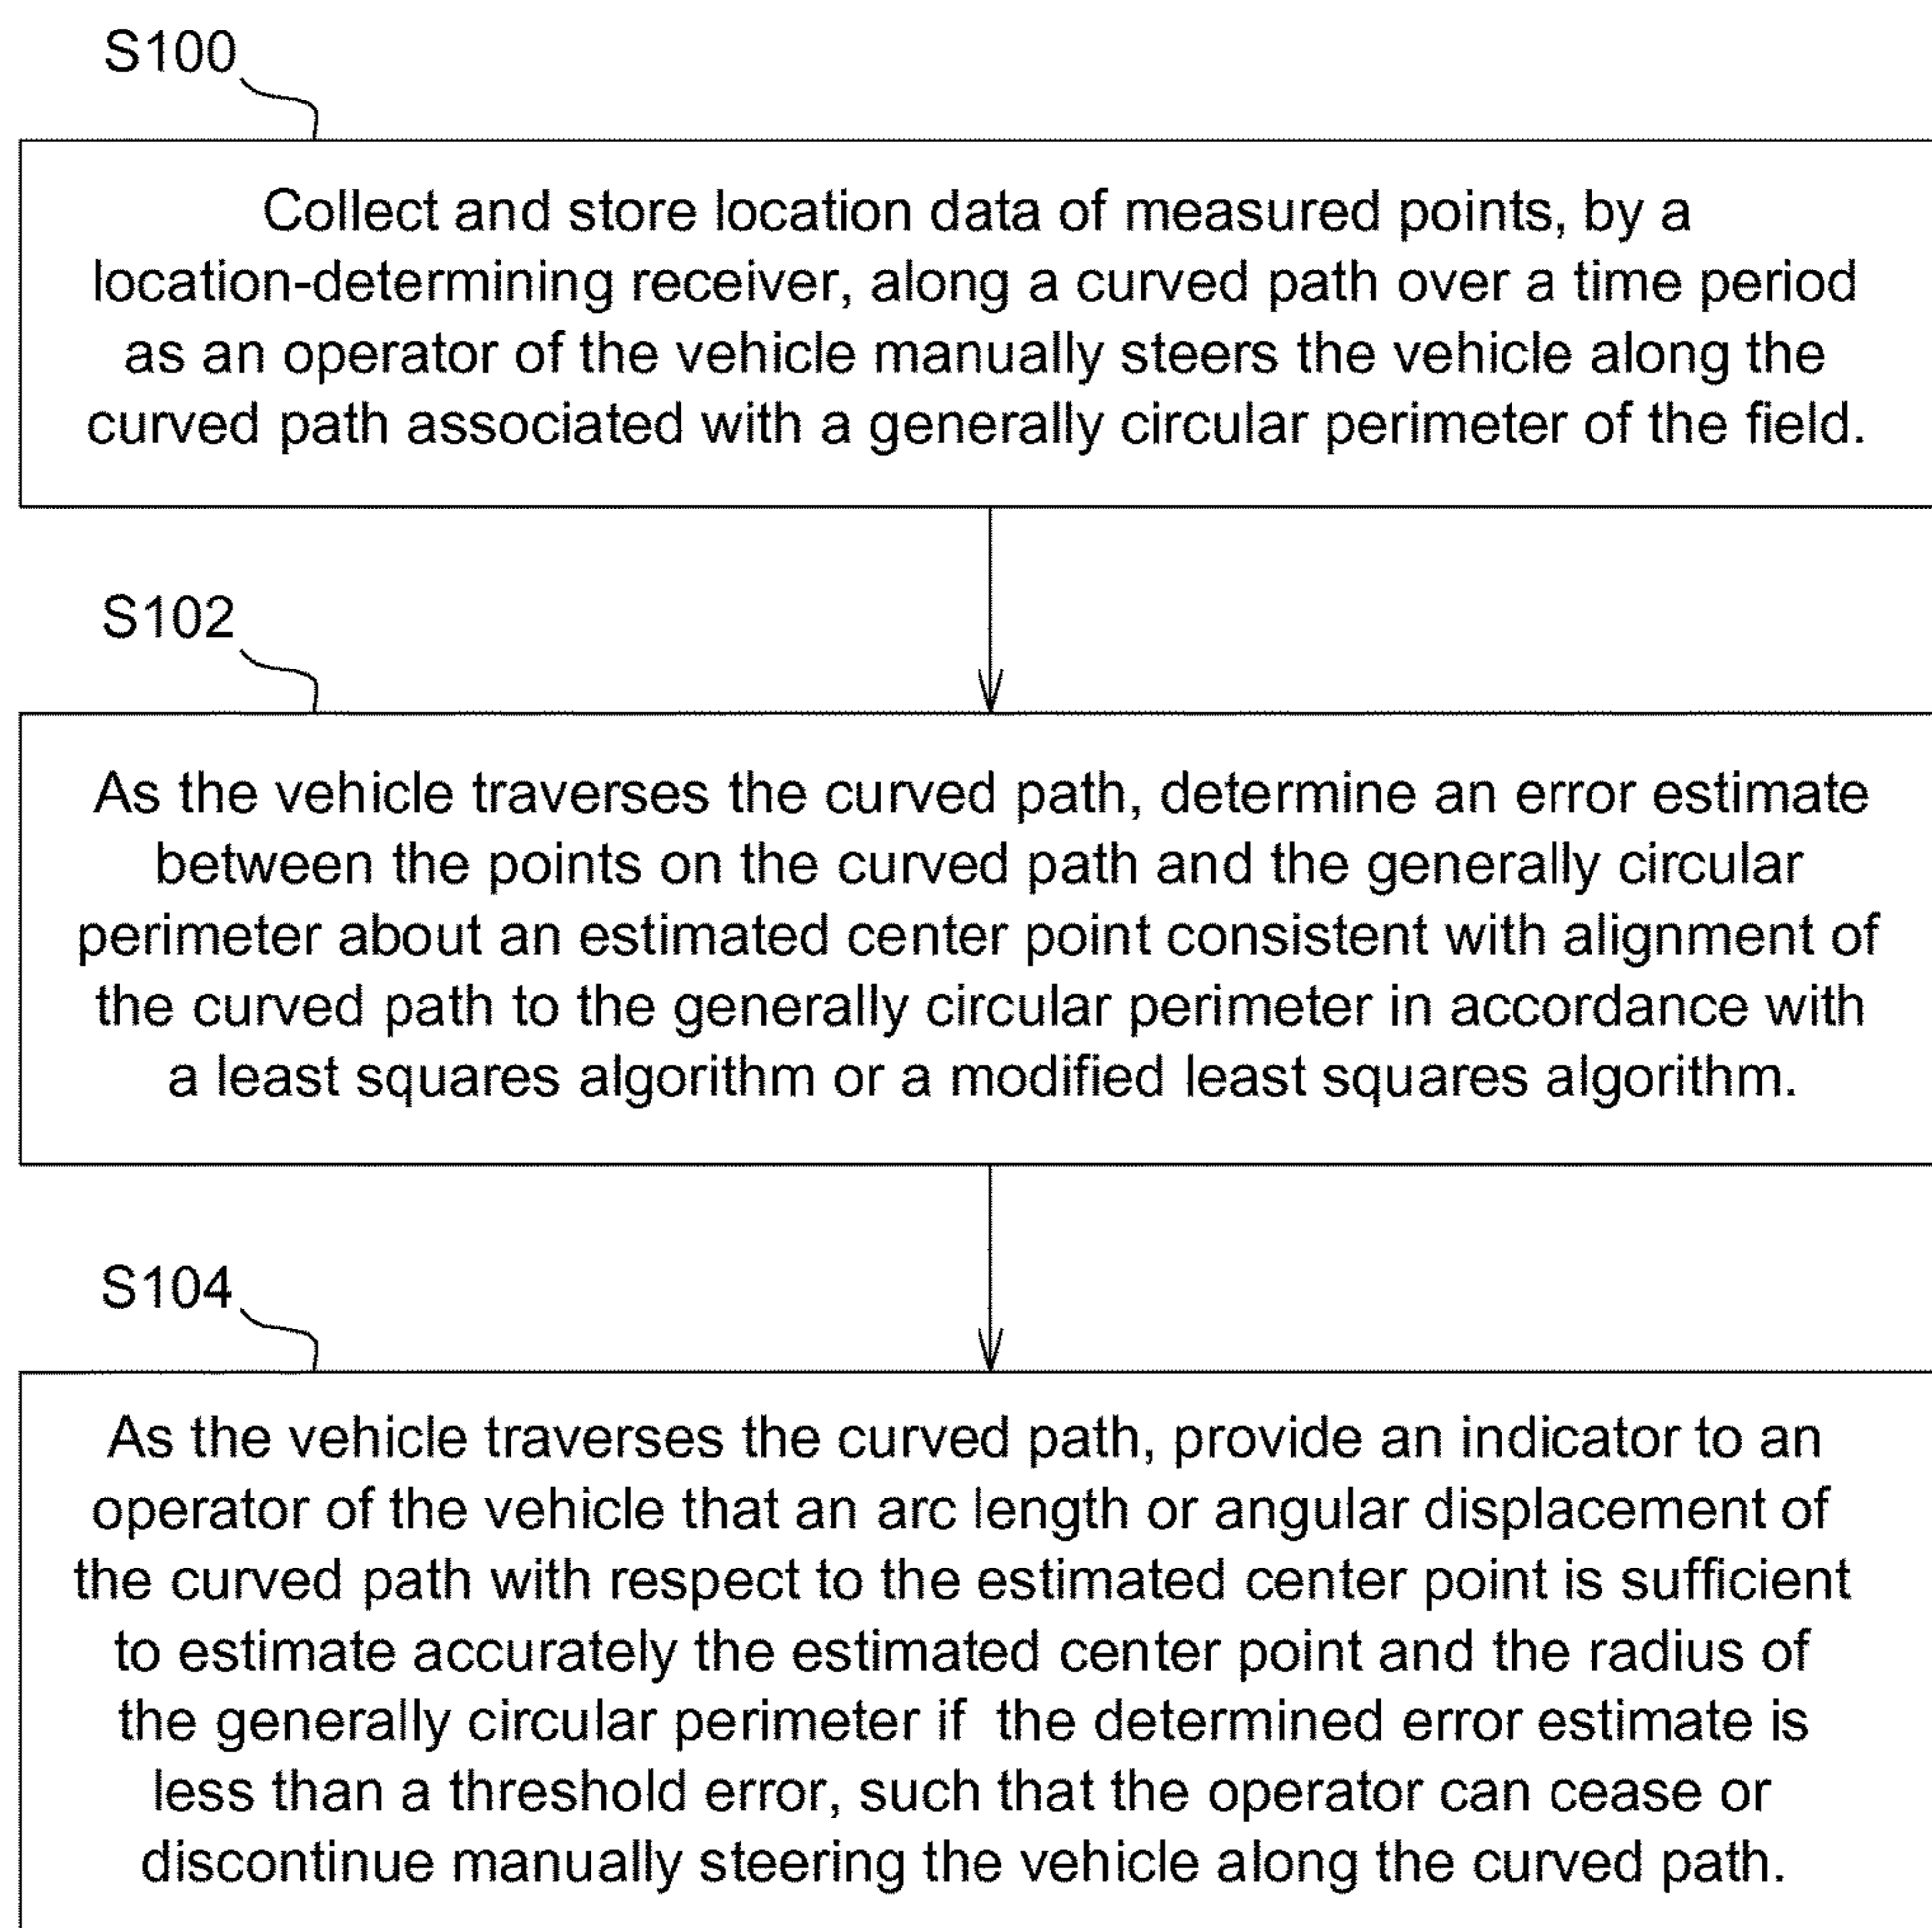 S100
Collect and store location data of measured points, by a
location-determining receiver, along a curved path over a time period
as an operator of the vehicle manually steers the vehicle along the
curved path associated with a generally circular perimeter of the field.
S102
As the vehicle traverses the curved path, determine an error estimate
between the points on the curved path and the generally circular
perimeter about an estimated center point consistent with alignment of
the curved path to the generally circular perimeter in accordance with
a least squares algorithm or a modified least squares algorithm.
S104
As the vehicle traverses the curved path, provide an indicator to an
operator of the vehicle that an arc length or angular displacement of
the curved path with respect to the estimated center point is sufficient
to estimate accurately the estimated center point and the radius of
the generally circular perimeter if the determined error estimate is
less than a threshold error, such that the operator can cease or
discontinue manually steering the vehicle along the curved path.